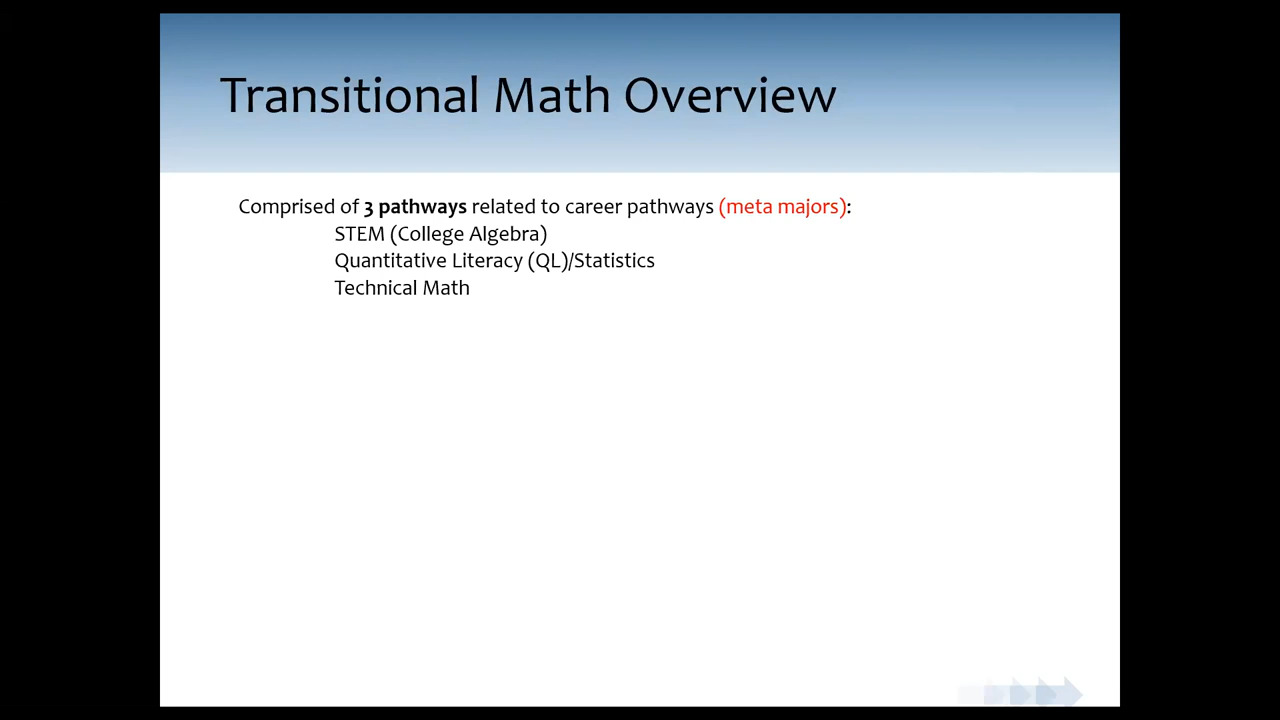 Transitional Math Overview
Comprised of 3 pathways related to career pathways (meta majors):
STEM (College Algebra)
Quantitative Literacy (QL)/Statistics
Technical Math